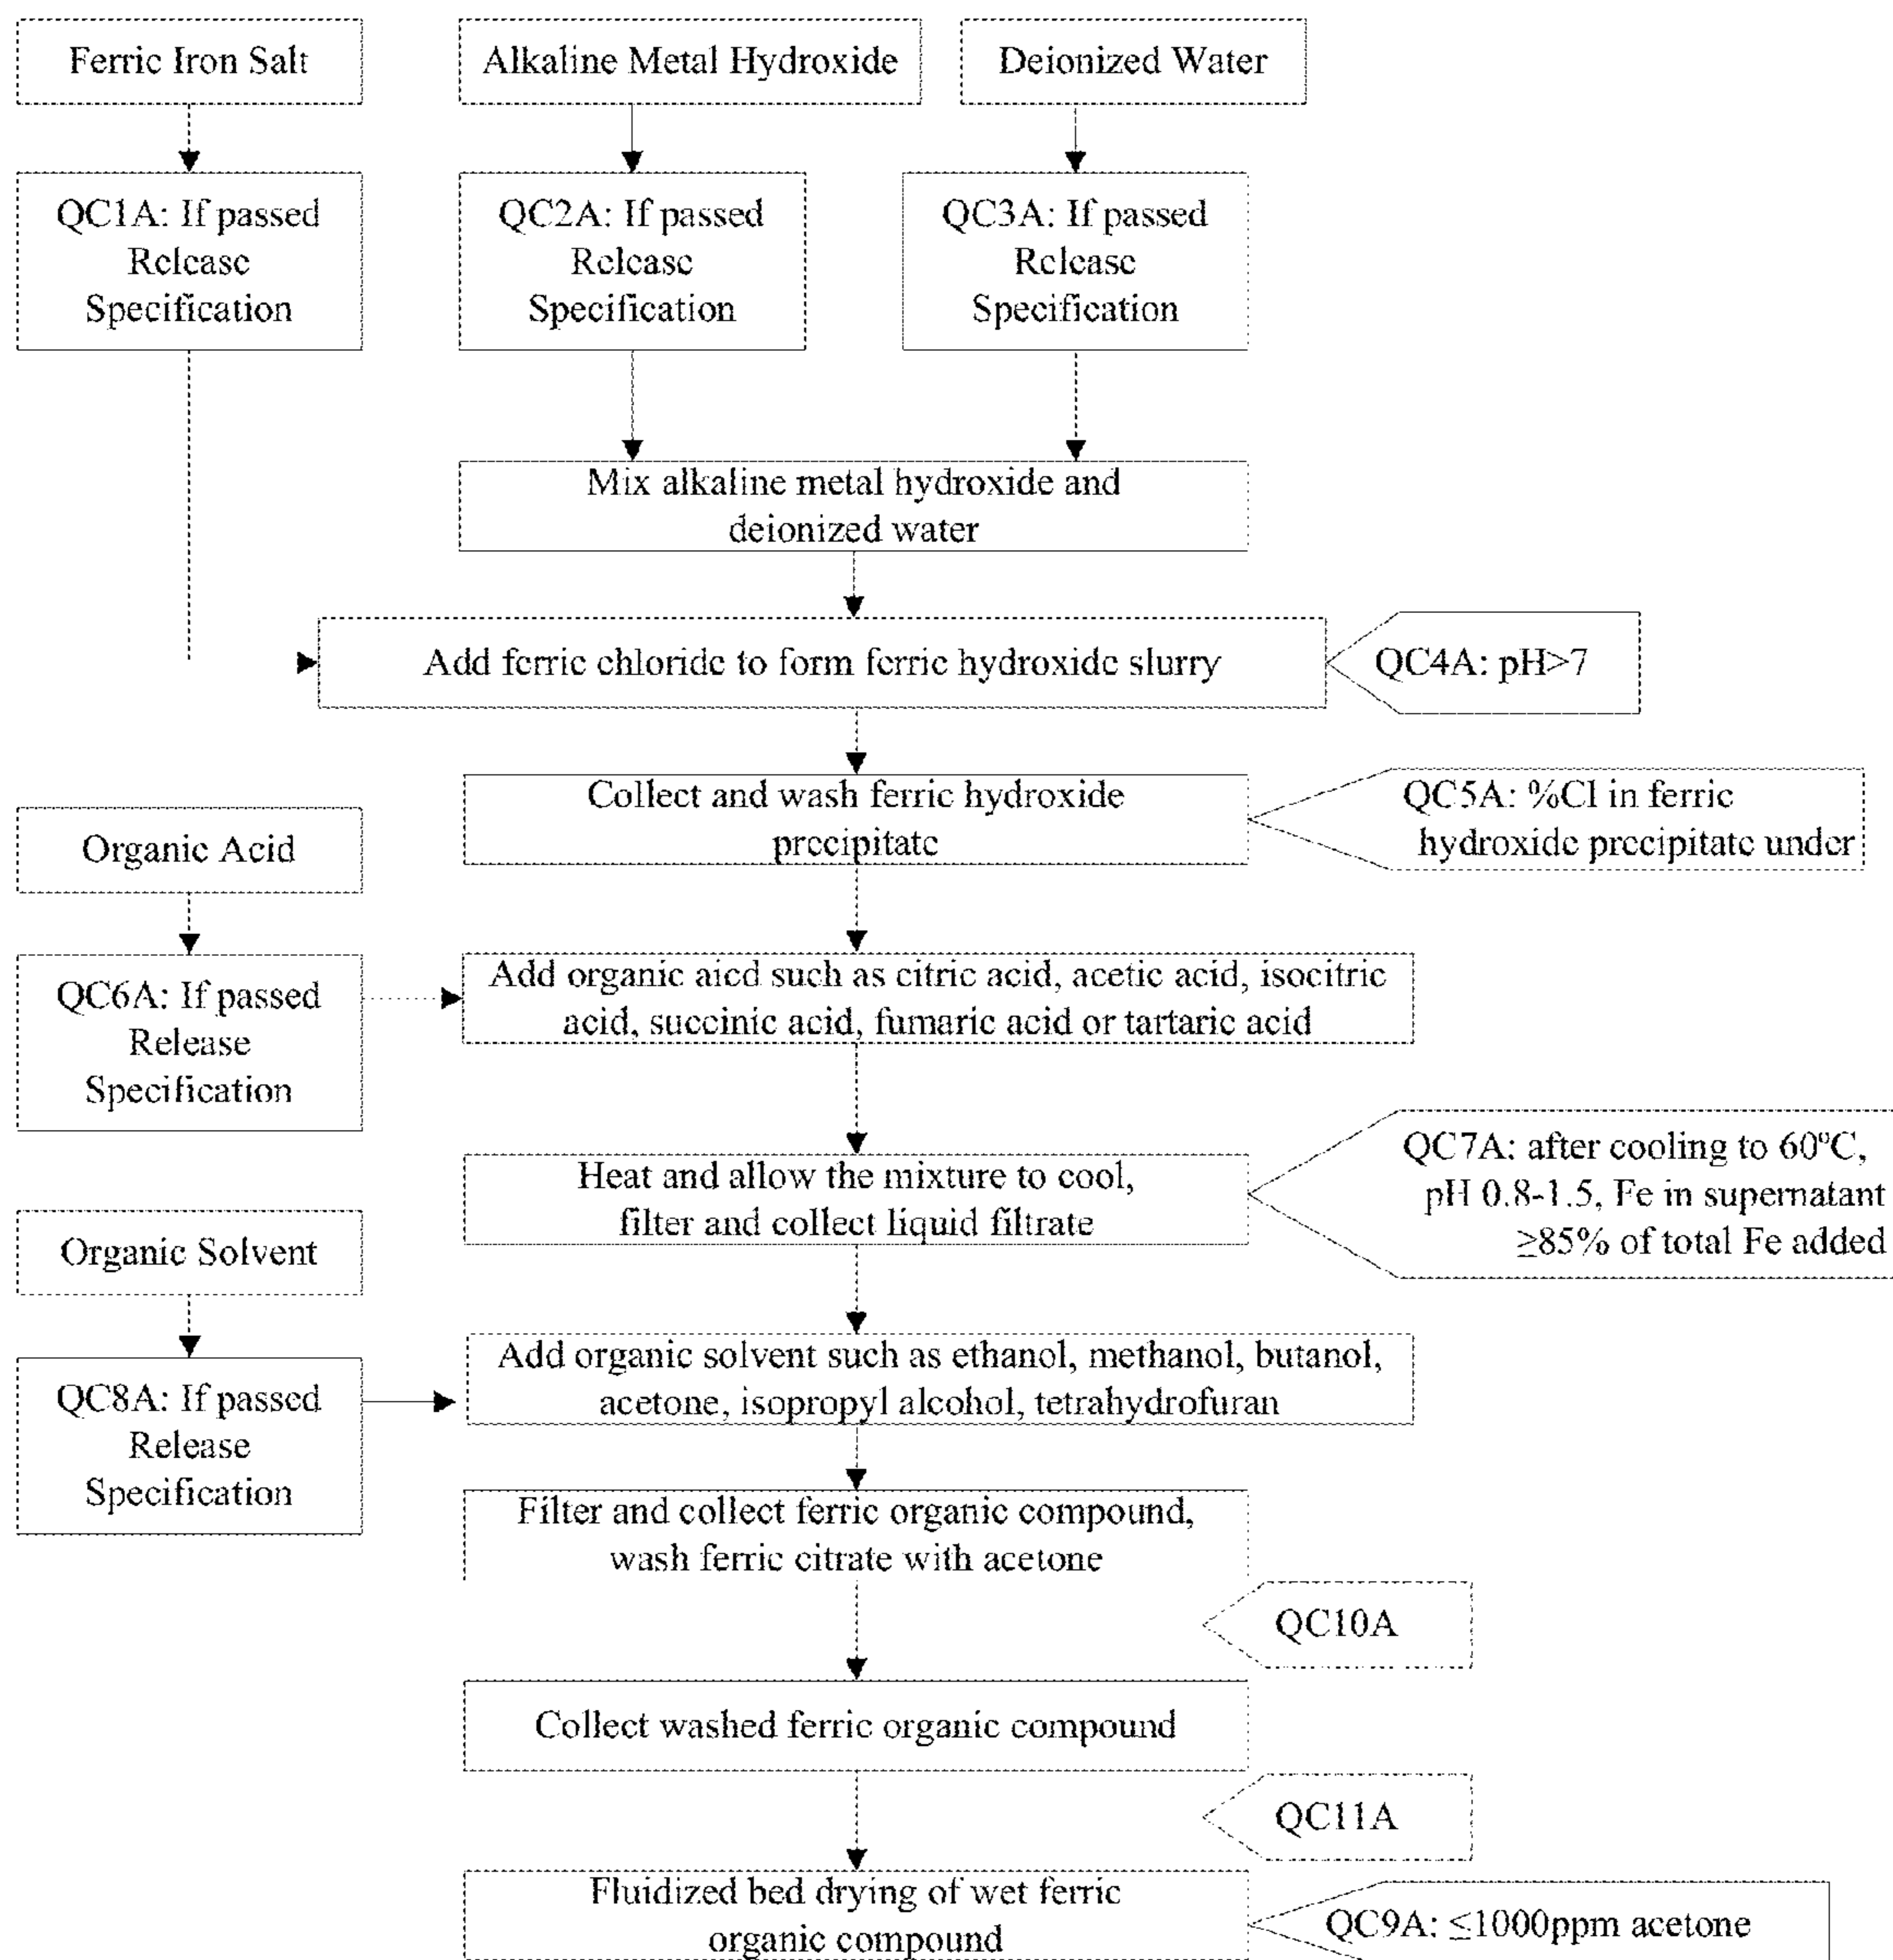 Ferric Iron Salt
Alkaline Metal Hydroxide
Deionized Water
QC1A: If passed
Release
Specification
QC2A: If passed
Release
Specification
QC3A: If passed
Release
Specification
Mix alkaline metal hydroxide and
deionized water
Add ferric chloride to form ferric hydroxide slurry
QC4A: pH>7
Collect and wash ferric hydroxide
precipitate
QC5A: %Cl in ferric
hydroxide precipitate under
Organic Acid
QC6A: If passed
Release
Specification
Add organic aicd such as citric acid, acetic acid, isocitric
acid, succinic acid, fumaric acid or tartaric acid
Heat and allow the mixture to cool,
filter and collect liquid filtrate
QC7A: after cooling to 60°C,
pH 0.8-1.5, Fe in supernatant
≥85% of total Fe added
Organic Solvent
QC8A: If passed
Release
Specification
Add organic solvent such as ethanol, methanol, butanol,
acetone, isopropyl alcohol, tetrahydrofuran
Filter and collect ferric organic compound,
wash ferric citrate with acetone
QC10A
Collect washed ferric organic compound
QC11A
Fluidized bed drying of wet ferric
organic compound
QC9A: ≤1000ppm acetone